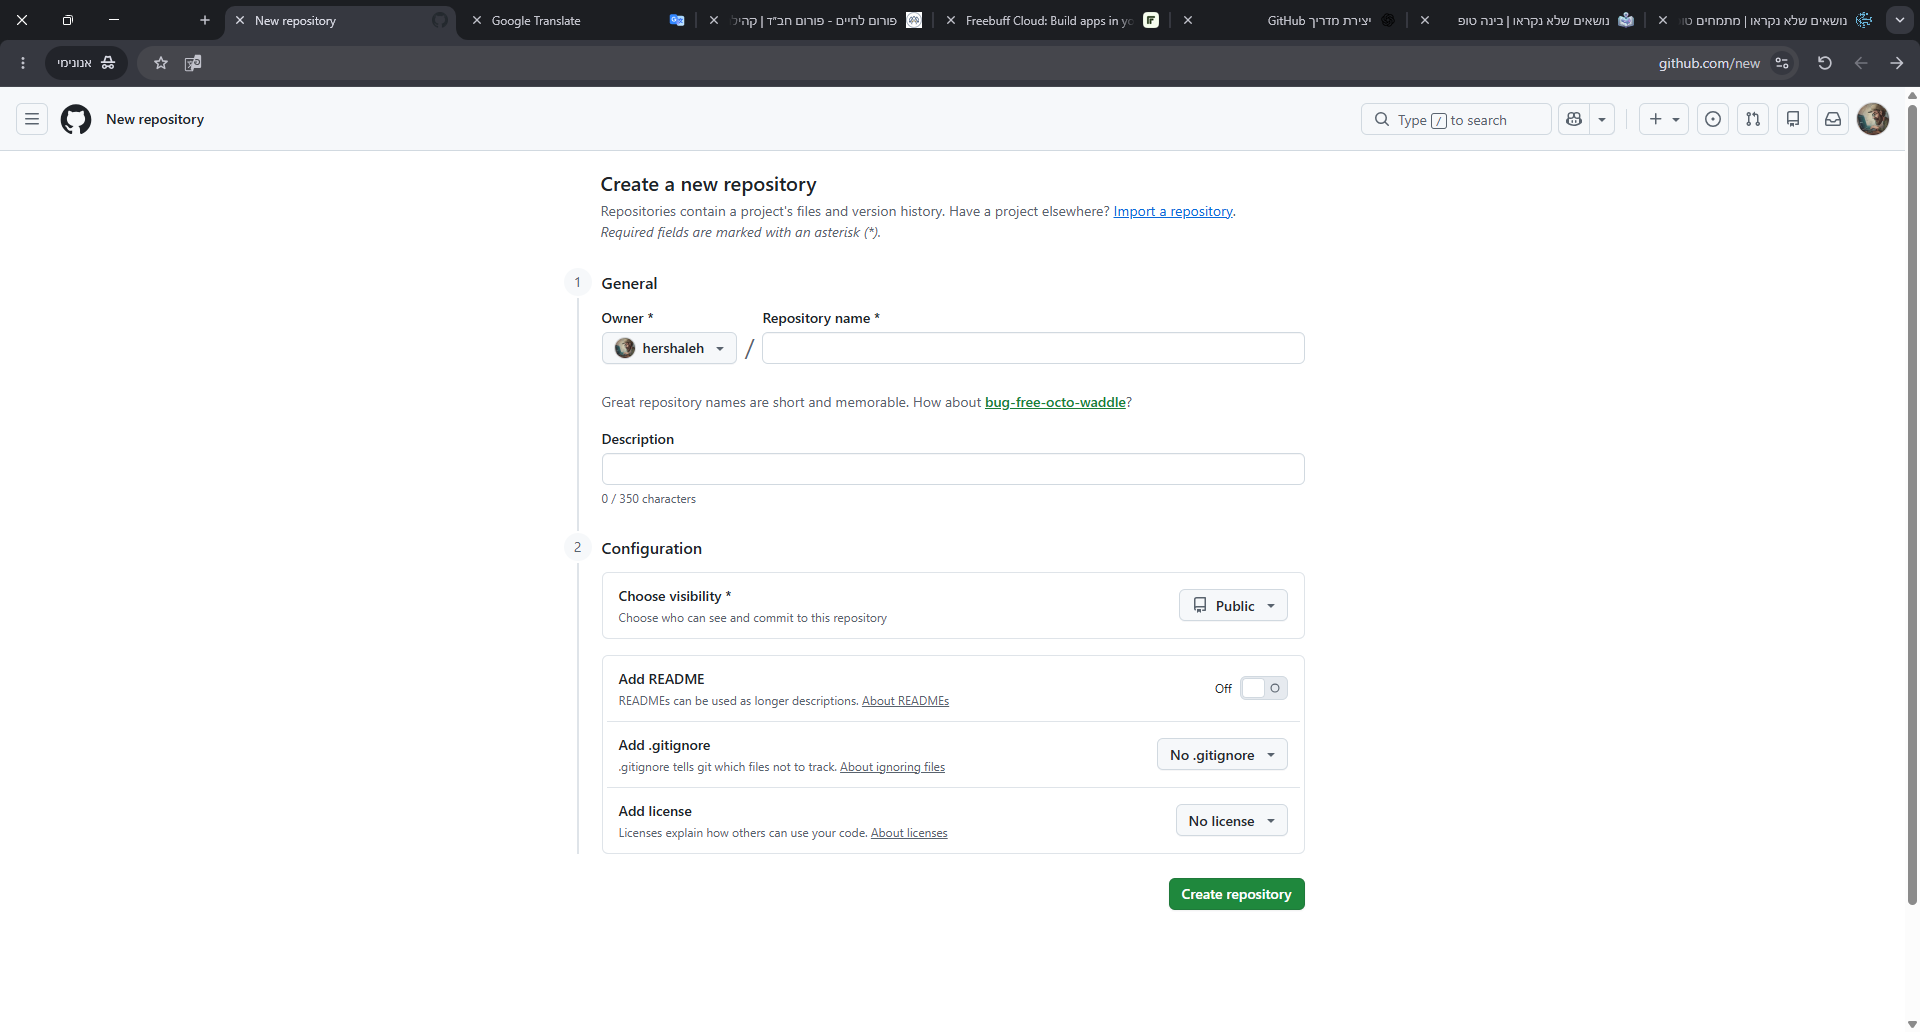 New repository
Google Translate
פורום לחיים - פורום חב"ד | קהיל
Freebuff Cloud: Build apps in yo
יצירת מדריך GitHub
נושאים שלא נקראו | בינה טופ
נושאים שלא נקראו | מתמחים טופ
אנונימי
github.com/new
New repository
Type / to search
Create a new repository
Repositories contain a project's files and version history. Have a project elsewhere? Import a repository.
Required fields are marked with an asterisk (*).
1
General
Owner *
Repository name *
hershaleh
/
Great repository names are short and memorable. How about bug-free-octo-waddle?
Description
0 / 350 characters
2
Configuration
Choose visibility *
Choose who can see and commit to this repository
Public
Add README
READMEs can be used as longer descriptions. About READMEs
Off
Add .gitignore
.gitignore tells git which files not to track. About ignoring files
No .gitignore
Add license
Licenses explain how others can use your code. About licenses
No license
Create repository